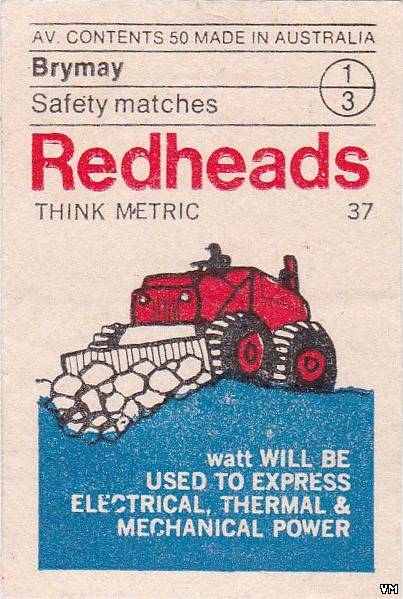 AV. CONTENTS 50 MADE IN AUSTRALIA
Brymay
1
3
Safety matches
Redheads
THINK METRIC 37
watt WILL BE
USED TO EXPRESS
ELECTRICAL, THERMAL &
MECHANICAL POWER
VM